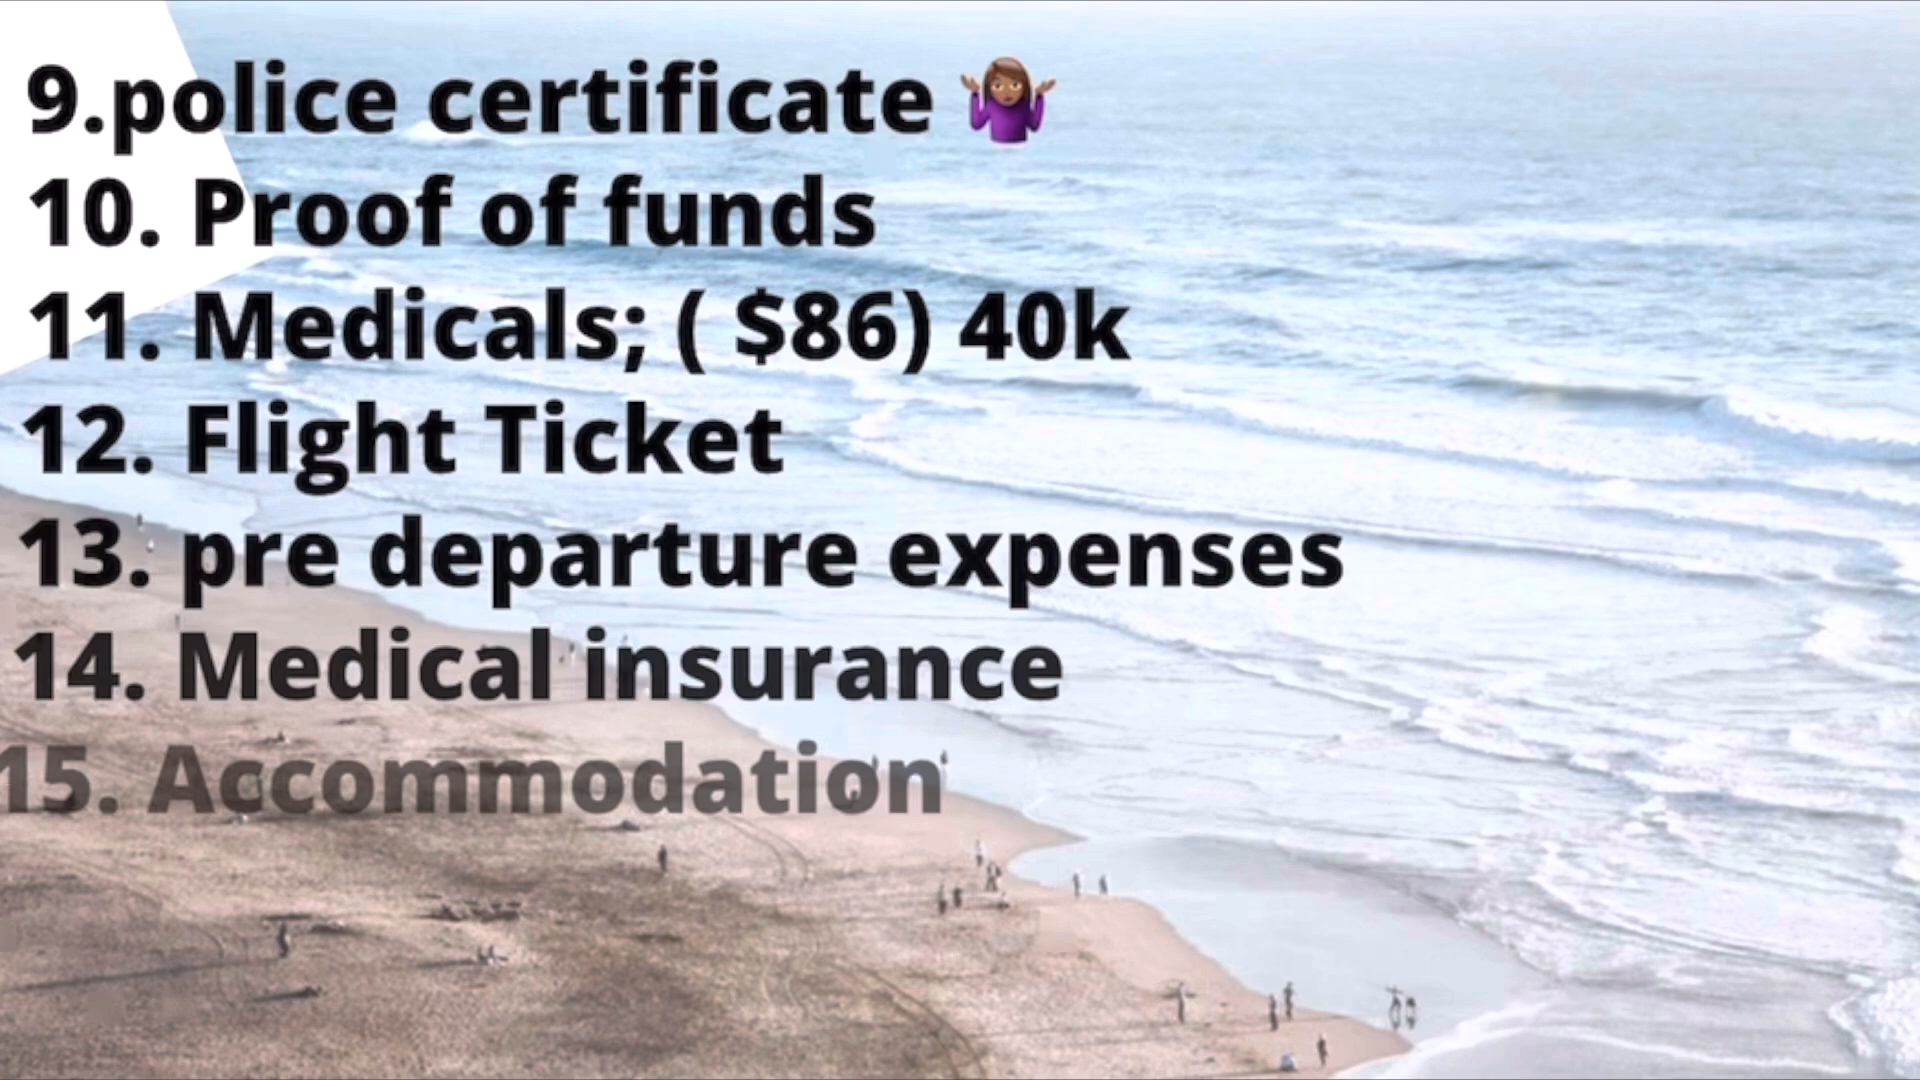 9.police certificate 🤷🏽‍♀️
10. Proof of funds
11. Medicals; ( $86) 40k
12. Flight Ticket
13. pre departure expenses
14. Medical insurance
15. Accommodation